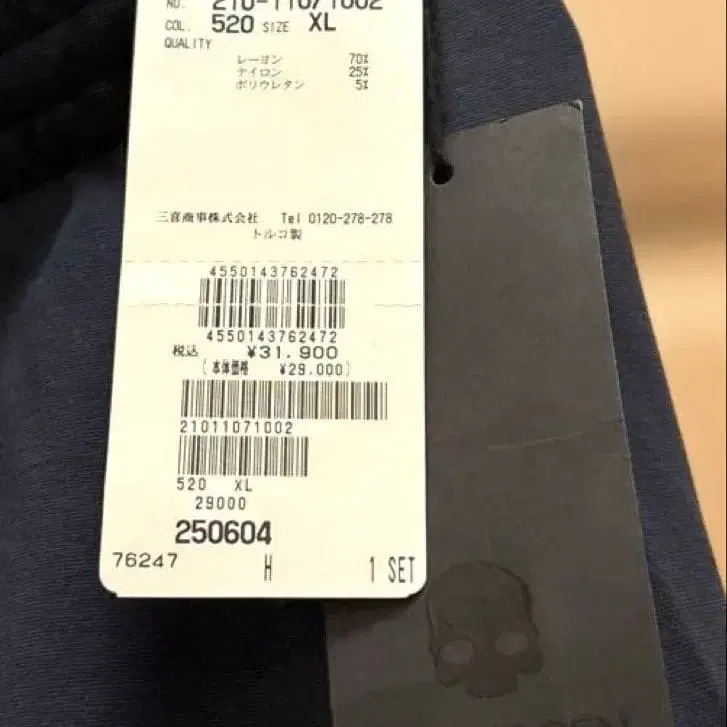 NO. 210-11071002
COL. 520 SIZE XL
QUALITY
レーヨン 70%
ナイロン 25%
ポリウレタン 5%
三喜商事株式会社 Tel 0120-278-278
トルコ製
4550143762472
4550143762472
税込 ¥31,900
(本体価格 ¥29,000)
21011071002
520 XL
29000
250604
76247 H 1 SET